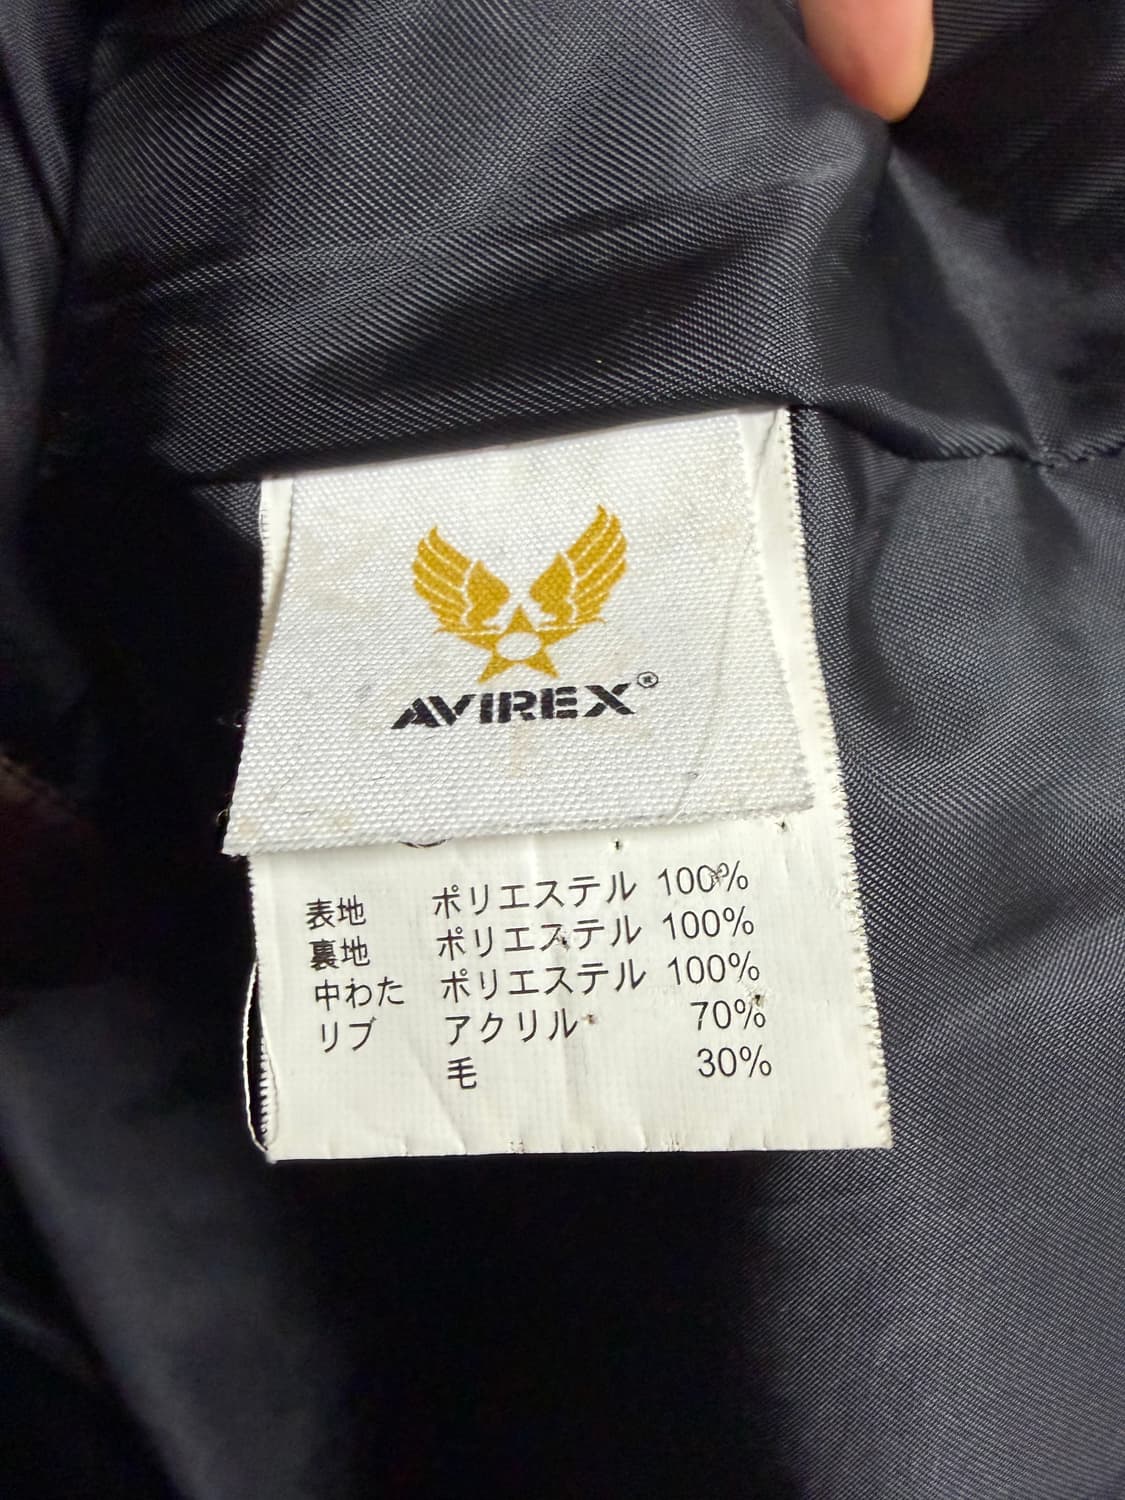 AVIREX®
表地 ポリエステル 100%
裏地 ポリエステル 100%
中わた ポリエステル 100%
リブ アクリル 70%
毛 30%